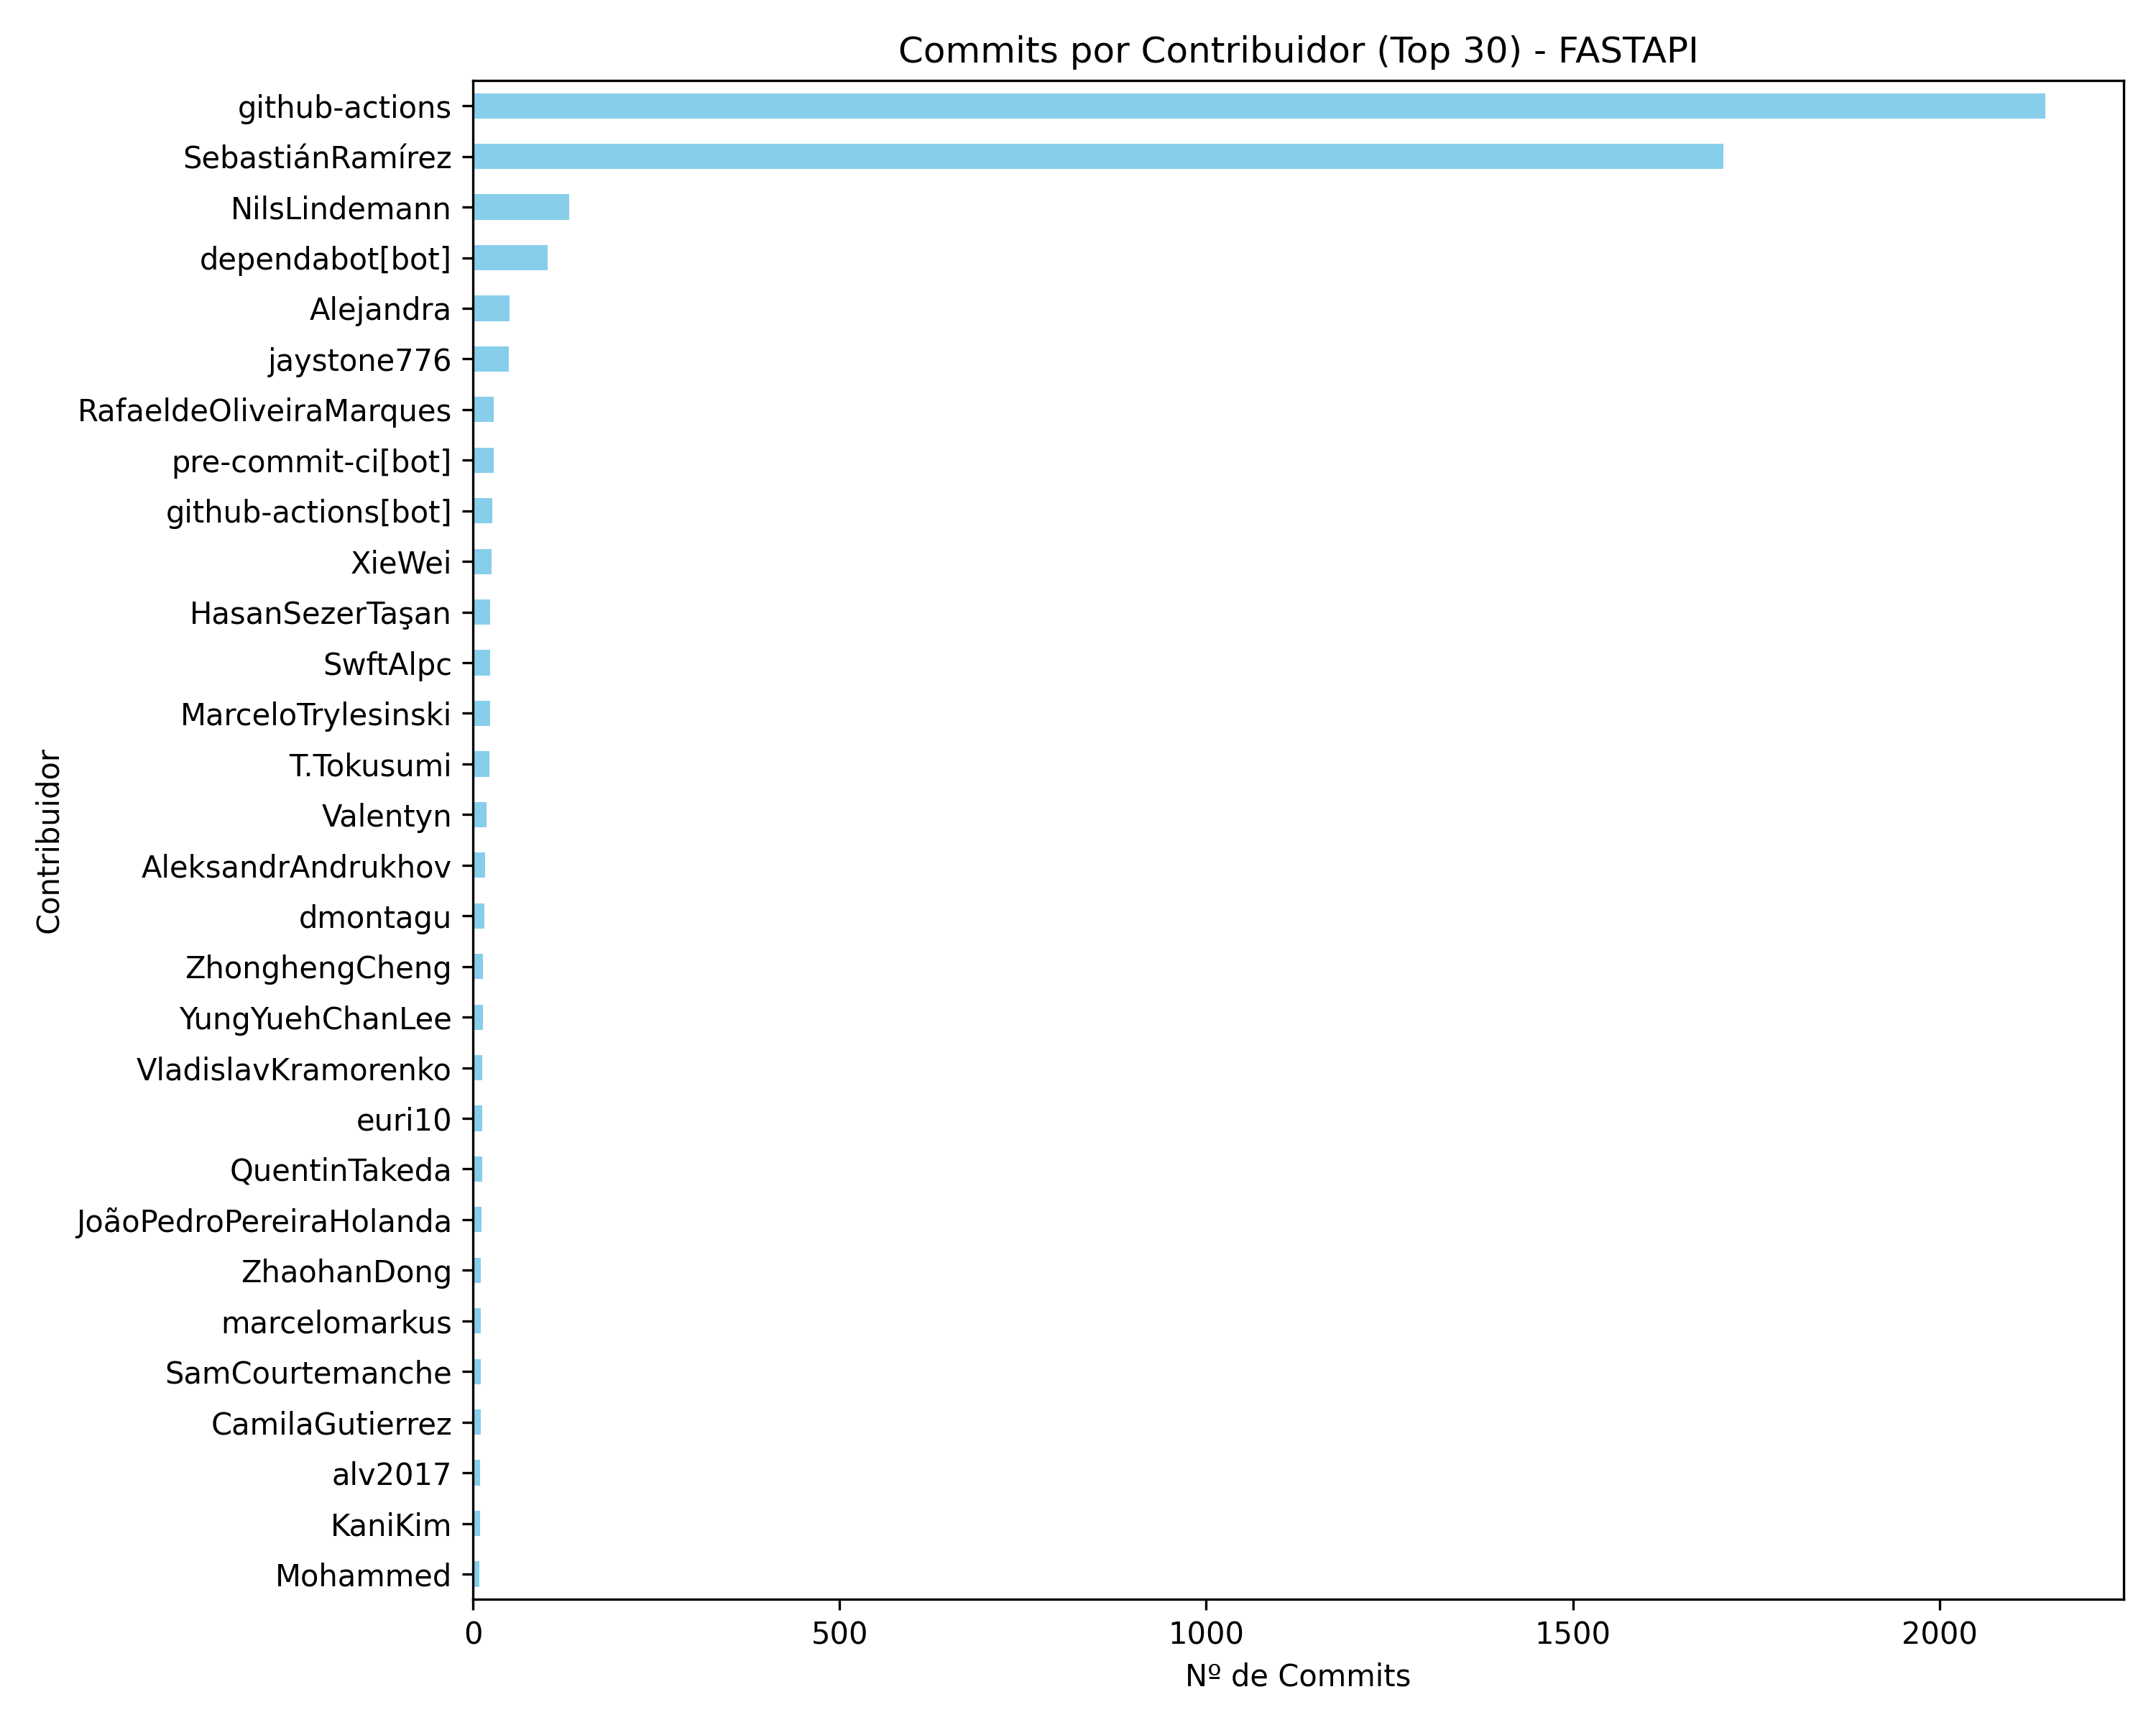 Commits por Contribuidor (Top 30) - FASTAPI
github-actions
SebastiánRamírez
NilsLindemann
dependabot[bot]
Alejandra
jaystone776
RafaeldeOliveiraMarques
pre-commit-ci[bot]
github-actions[bot]
XieWei
HasanSezerTaşan
SwftAlpc
MarceloTrylesinski
T.Tokusumi
Valentyn
AleksandrAndrukhov
dmontagu
ZhonghengCheng
YungYuehChanLee
VladislavKramorenko
euri10
QuentinTakeda
JoãoPedroPereiraHolanda
ZhaohanDong
marcelomarkus
SamCourtemanche
CamilaGutierrez
alv2017
KaniKim
Mohammed
Contribuidor
0 500 1000 1500 2000
Nº de Commits